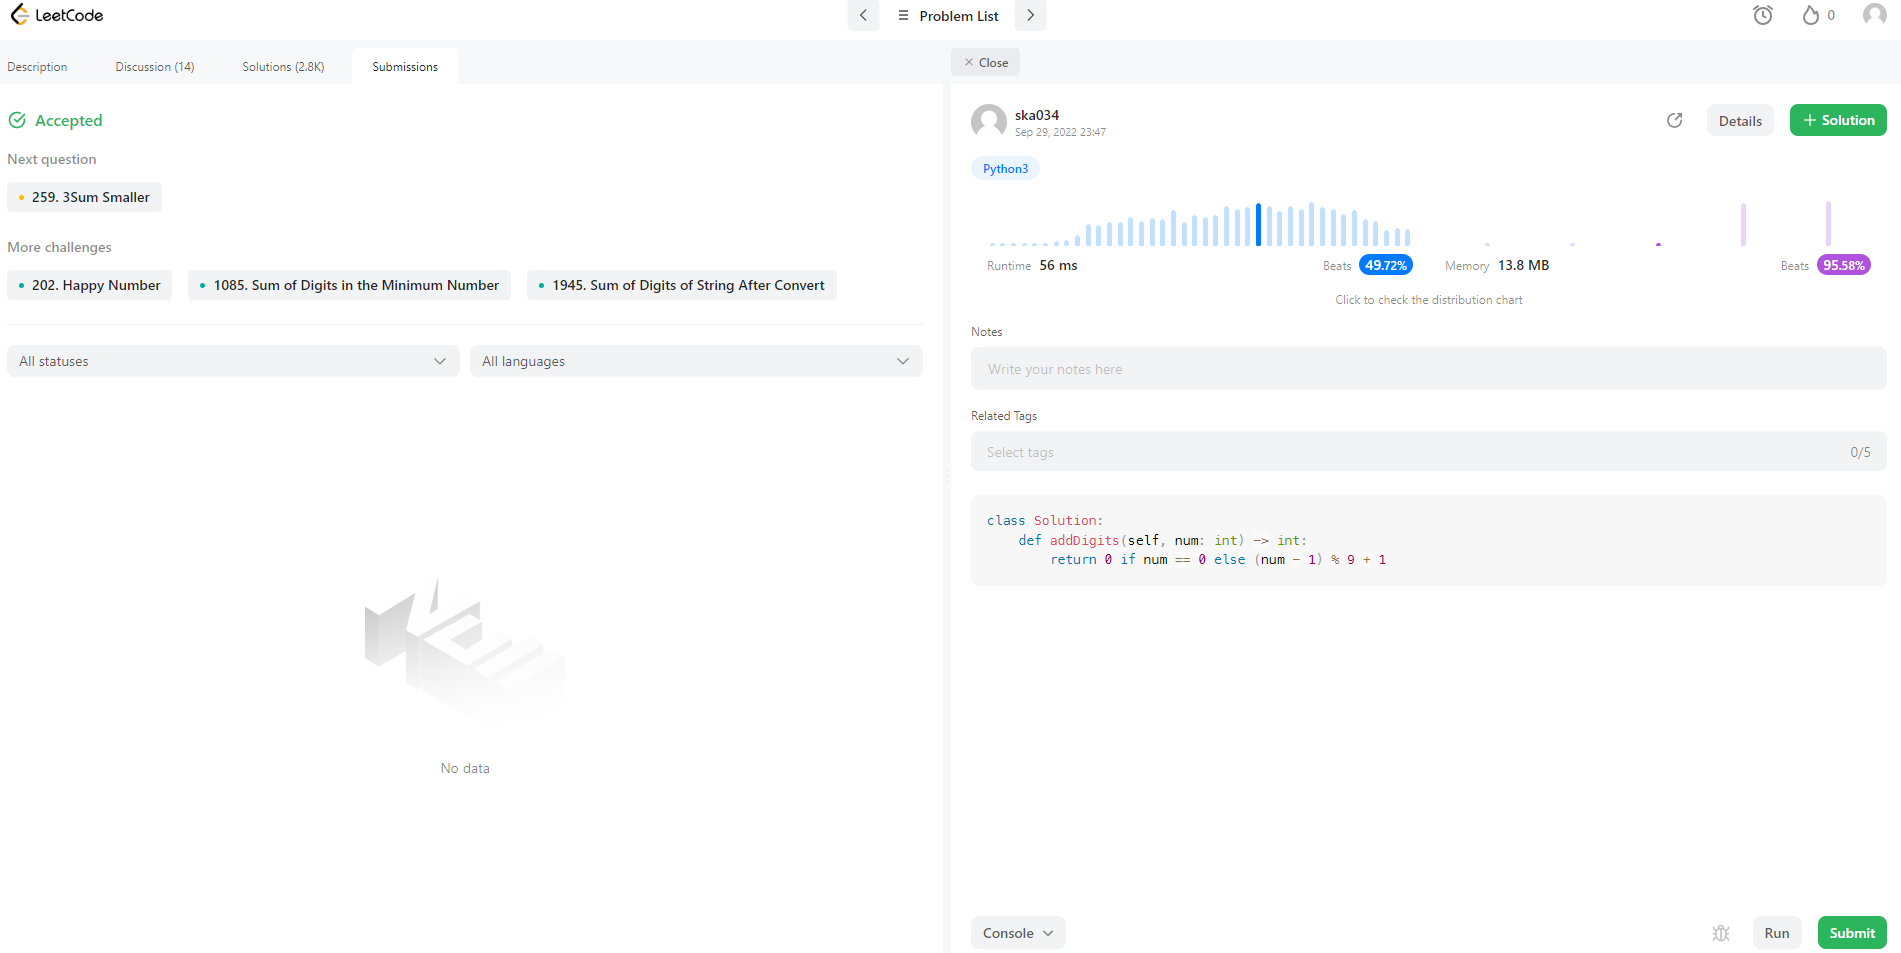 LeetCode
Problem List
0
Description
Discussion (14)
Solutions (2.8K)
Submissions
Close
Accepted
Next question
259. 3Sum Smaller
More challenges
202. Happy Number
1085. Sum of Digits in the Minimum Number
1945. Sum of Digits of String After Convert
All statuses
All languages
No data
ska034
Sep 29, 2022 23:47
Details
+ Solution
Python3
Runtime 56 ms
Beats 49.72%
Memory 13.8 MB
Beats 95.58%
Click to check the distribution chart
Notes
Write your notes here
Related Tags
Select tags
0/5
class Solution:
    def addDigits(self, num: int) -> int:
        return 0 if num == 0 else (num - 1) % 9 + 1
Console
Run
Submit